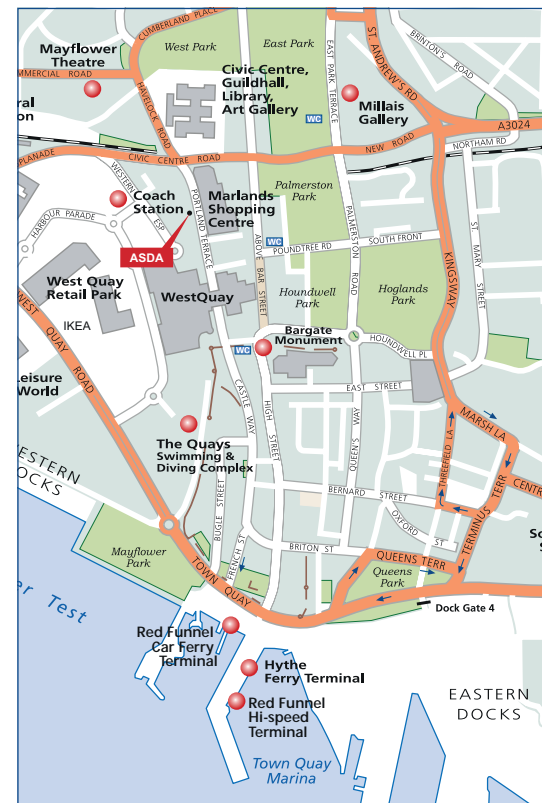 CUMBERLAND PLACE
West Park
East Park
EAST PARK TERRACE
ST. ANDREW'S RD
BRINTON'S ROAD
Mayflower
Theatre
MMERCIAL ROAD
HAVELOCK ROAD
Civic Centre,
Guildhall,
Library,
Art Gallery
WC
Millais
Gallery
ral
on
A3024
NORTHAM RD
PLANADE
CIVIC CENTRE ROAD
NEW ROAD
WESTERN ESP
Coach
Station
PORTLAND TERRACE
Marlands
Shopping
Centre
Palmerston
Park
PALMERSTON ROAD
ST. MARY STREET
HARBOUR PARADE
ASDA
WC
ABOVE BAR STREET
POUNDTREE RD
SOUTH FRONT
KINGSWAY
West Quay
Retail Park
IKEA
WestQuay
Houndwell
Park
Hoglands
Park
WEST QUAY ROAD
Bargate
Monument
WC
HOUNDWELL PL
Leisure
World
CASTLE WAY
HIGH STREET
EAST STREET
QUEEN'S WAY
MARSH LA
THREEFIELD LA
TERMINUS TERR
CENTR
The Quays
Swimming &
Diving Complex
ESTERN
DOCKS
BUGLE STREET
FRENCH ST
BERNARD STREET
OXFORD ST
So
S
BRITON ST
Mayflower
Park
TOWN QUAY
QUEENS TERR
Queens
Park
Dock Gate 4
er Test
Red Funnel
Car Ferry
Terminal
Hythe
Ferry Terminal
Red Funnel
Hi-speed
Terminal
EASTERN
DOCKS
Town Quay
Marina